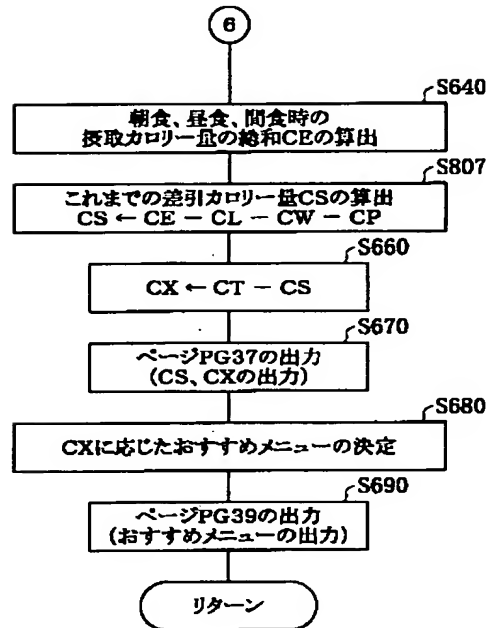 6
S640
朝食、昼食、間食時の
摂取カロリー量の総和CEの算出
S807
これまでの差引カロリー量CSの算出
CS ← CE − CL − CW − CP
S660
CX ← CT − CS
S670
ページPG37の出力
(CS、CXの出力)
S680
CXに応じたおすすめメニューの決定
S690
ページPG39の出力
(おすすめメニューの出力)
リターン